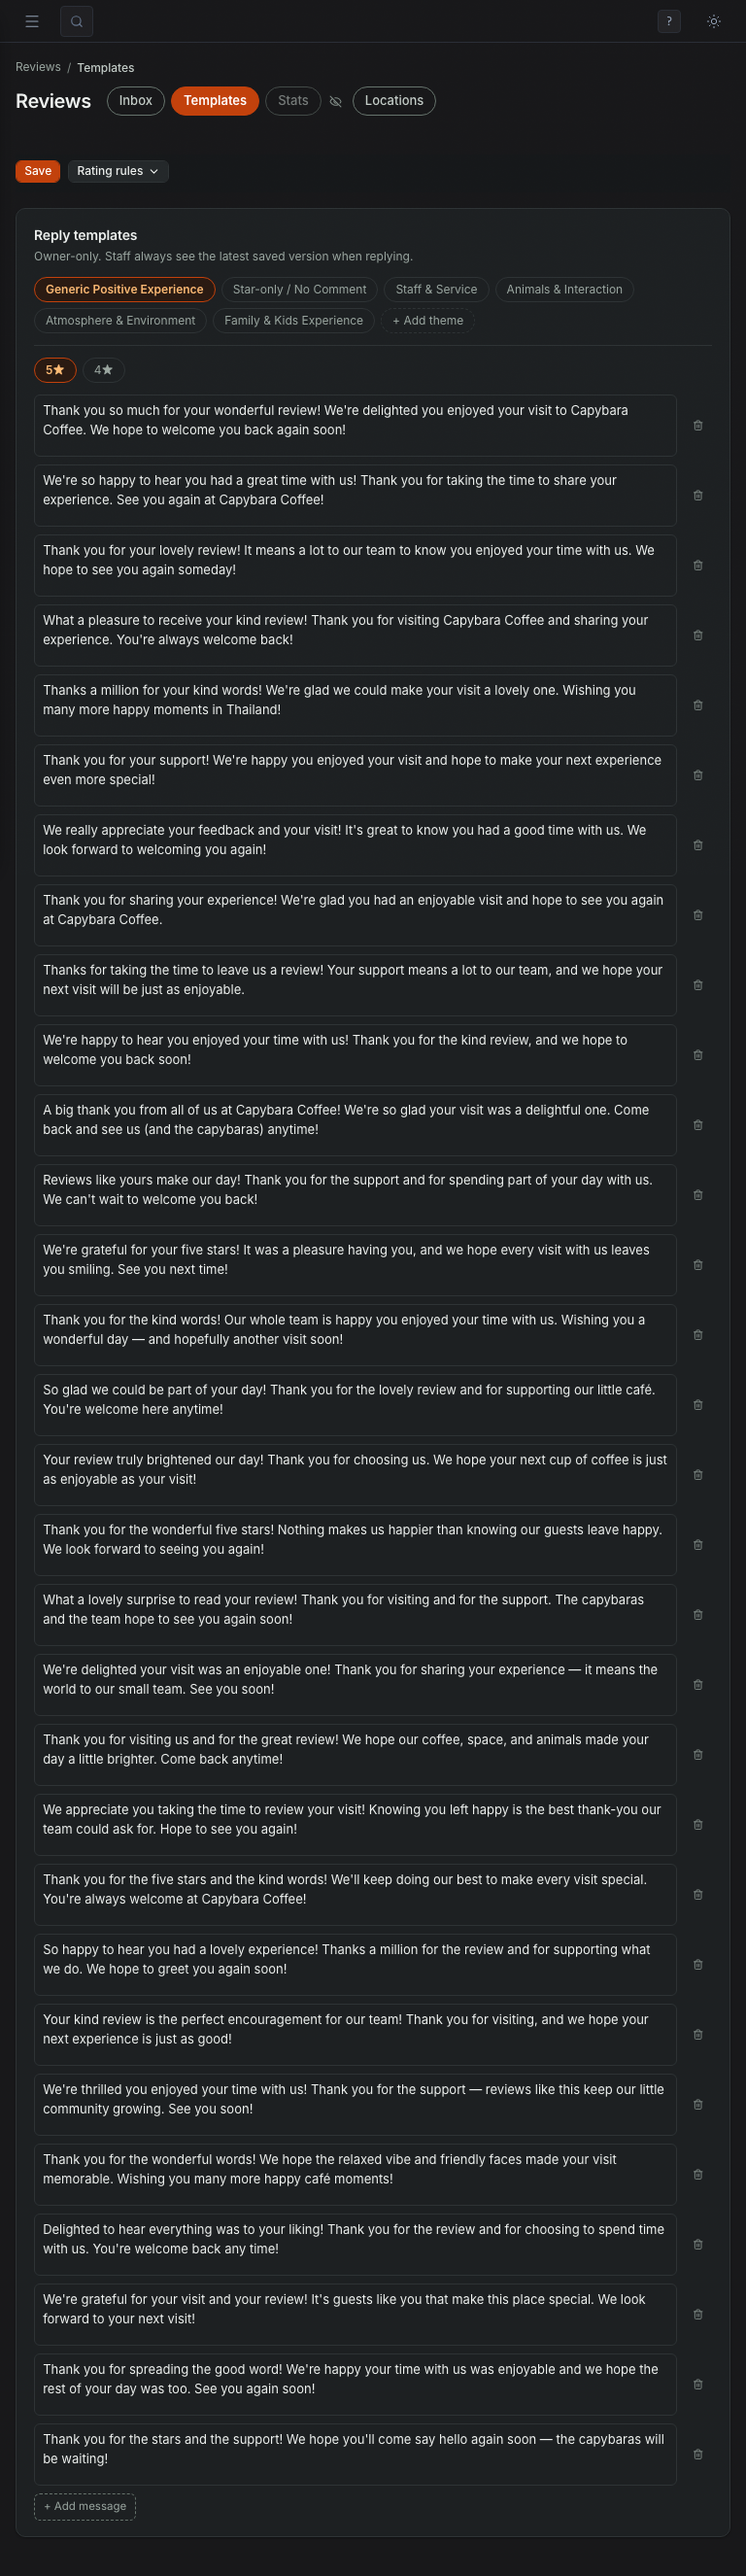 ?
Reviews / Templates
Reviews
Inbox
Templates
Stats
Locations
Save
Rating rules
Reply templates
Owner-only. Staff always see the latest saved version when replying.
Generic Positive Experience
Star-only / No Comment
Staff & Service
Animals & Interaction
Atmosphere & Environment
Family & Kids Experience
+ Add theme
5★
4★
Thank you so much for your wonderful review! We're delighted you enjoyed your visit to Capybara
Coffee. We hope to welcome you back again soon!
We're so happy to hear you had a great time with us! Thank you for taking the time to share your
experience. See you again at Capybara Coffee!
Thank you for your lovely review! It means a lot to our team to know you enjoyed your time with us. We
hope to see you again someday!
What a pleasure to receive your kind review! Thank you for visiting Capybara Coffee and sharing your
experience. You're always welcome back!
Thanks a million for your kind words! We're glad we could make your visit a lovely one. Wishing you
many more happy moments in Thailand!
Thank you for your support! We're happy you enjoyed your visit and hope to make your next experience
even more special!
We really appreciate your feedback and your visit! It's great to know you had a good time with us. We
look forward to welcoming you again!
Thank you for sharing your experience! We're glad you had an enjoyable visit and hope to see you again
at Capybara Coffee.
Thanks for taking the time to leave us a review! Your support means a lot to our team, and we hope your
next visit will be just as enjoyable.
We're happy to hear you enjoyed your time with us! Thank you for the kind review, and we hope to
welcome you back soon!
A big thank you from all of us at Capybara Coffee! We're so glad your visit was a delightful one. Come
back and see us (and the capybaras) anytime!
Reviews like yours make our day! Thank you for the support and for spending part of your day with us.
We can't wait to welcome you back!
We're grateful for your five stars! It was a pleasure having you, and we hope every visit with us leaves
you smiling. See you next time!
Thank you for the kind words! Our whole team is happy you enjoyed your time with us. Wishing you a
wonderful day — and hopefully another visit soon!
So glad we could be part of your day! Thank you for the lovely review and for supporting our little café.
You're welcome here anytime!
Your review truly brightened our day! Thank you for choosing us. We hope your next cup of coffee is just
as enjoyable as your visit!
Thank you for the wonderful five stars! Nothing makes us happier than knowing our guests leave happy.
We look forward to seeing you again!
What a lovely surprise to read your review! Thank you for visiting and for the support. The capybaras
and the team hope to see you again soon!
We're delighted your visit was an enjoyable one! Thank you for sharing your experience — it means the
world to our small team. See you soon!
Thank you for visiting us and for the great review! We hope our coffee, space, and animals made your
day a little brighter. Come back anytime!
We appreciate you taking the time to review your visit! Knowing you left happy is the best thank-you our
team could ask for. Hope to see you again!
Thank you for the five stars and the kind words! We'll keep doing our best to make every visit special.
You're always welcome at Capybara Coffee!
So happy to hear you had a lovely experience! Thanks a million for the review and for supporting what
we do. We hope to greet you again soon!
Your kind review is the perfect encouragement for our team! Thank you for visiting, and we hope your
next experience is just as good!
We're thrilled you enjoyed your time with us! Thank you for the support — reviews like this keep our little
community growing. See you soon!
Thank you for the wonderful words! We hope the relaxed vibe and friendly faces made your visit
memorable. Wishing you many more happy café moments!
Delighted to hear everything was to your liking! Thank you for the review and for choosing to spend time
with us. You're welcome back any time!
We're grateful for your visit and your review! It's guests like you that make this place special. We look
forward to your next visit!
Thank you for spreading the good word! We're happy your time with us was enjoyable and we hope the
rest of your day was too. See you again soon!
Thank you for the stars and the support! We hope you'll come say hello again soon — the capybaras will
be waiting!
+ Add message